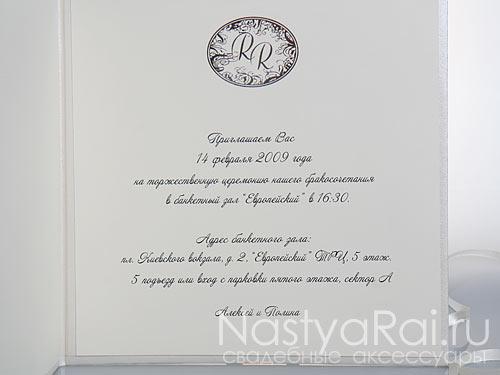 RR
Приглашаем Вас
14 февраля 2009 года
на торжественную церемонию нашего бракосочетания
в банкетный зал "Европейский" в 16:30.
Адрес банкетного зала:
пл. Киевского вокзала, д. 2, "Европейский" ТРЦ, 5 этаж.
5 подъезд или вход с парковки пятого этажа, сектор А
Алексей и Полина
NastyaRai.ru
свадебные аксессуары